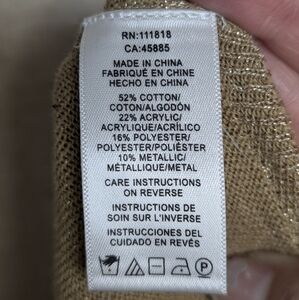 RN:111818
CA:45885
MADE IN CHINA
FABRIQUÉ EN CHINE
HECHO EN CHINA
52% COTTON/
COTON/ALGODÓN
22% ACRYLIC/
ACRYLIQUE/ACRÍLICO
16% POLYESTER/
POLYESTER/POLIÉSTER
10% METALLIC/
MÉTALLIQUE/METAL
CARE INSTRUCTIONS
ON REVERSE
INSTRUCTIONS DE
SOIN SUR L'INVERSE
INSTRUCCIONES DEL
CUIDADO EN REVÉS
P